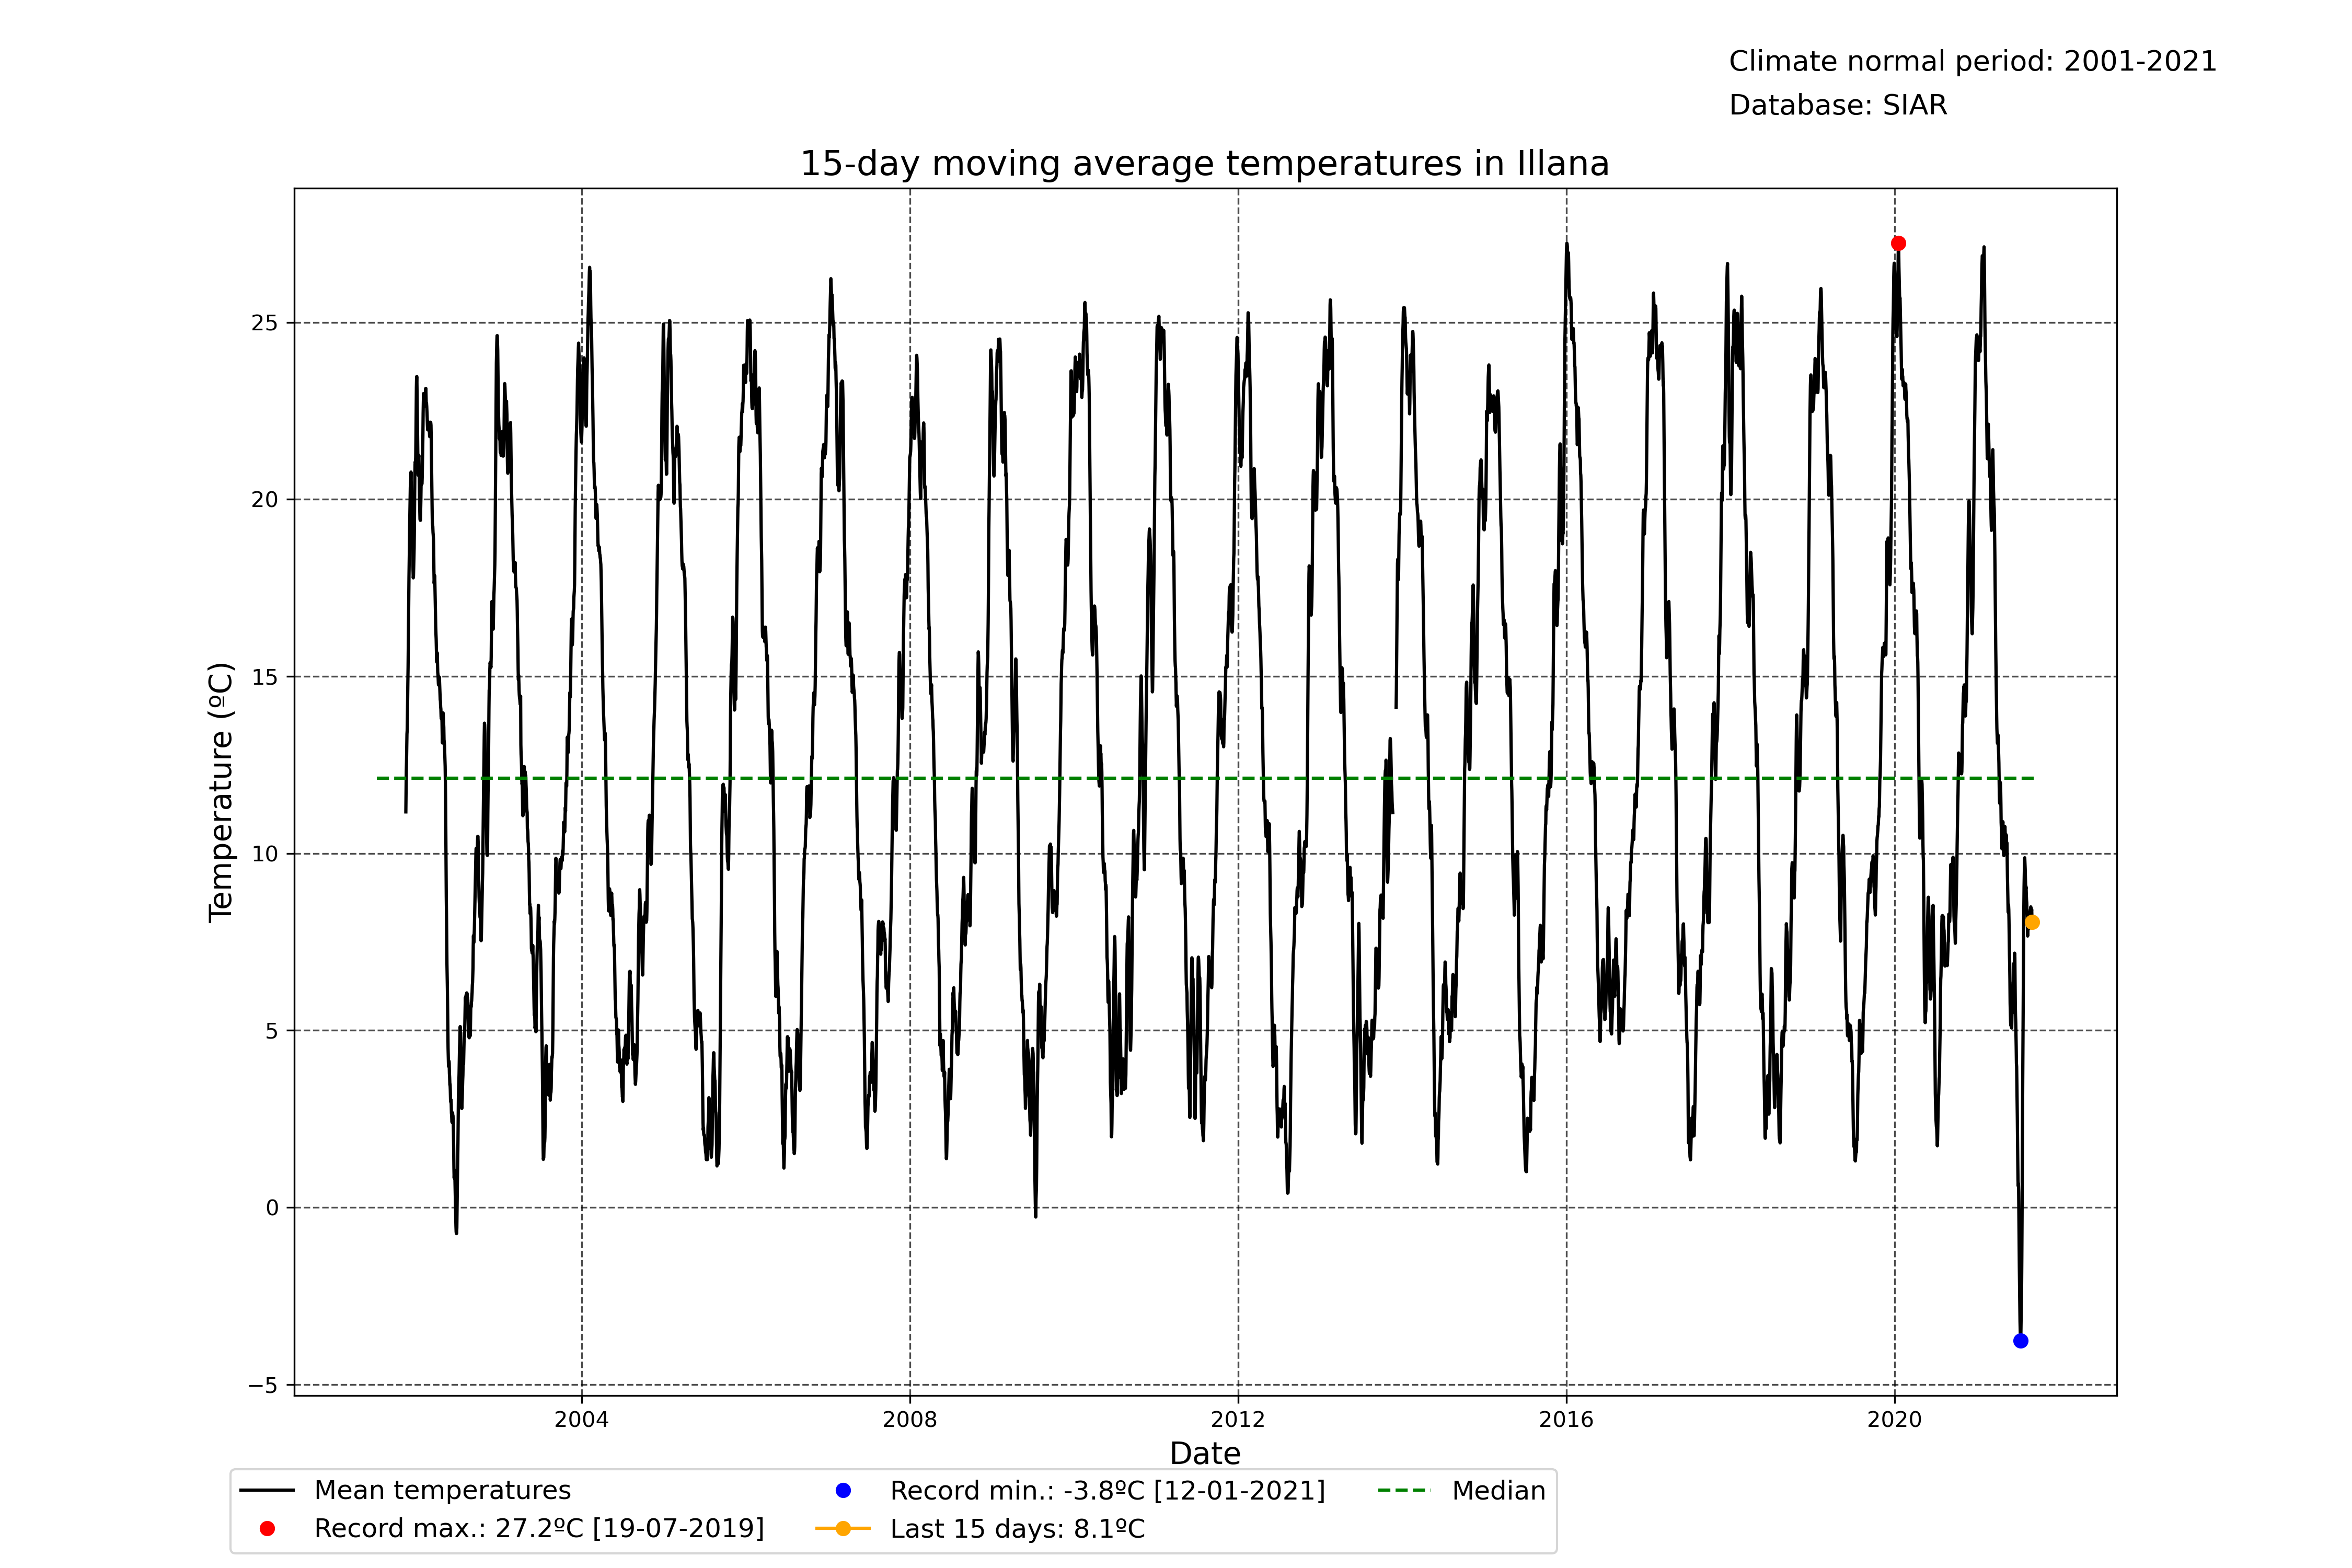 Climate normal period: 2001-2021
Database: SIAR
15-day moving average temperatures in Illana
Temperature (ºC)
25
20
15
10
5
0
−5
2004
2008
2012
2016
2020
Date
Mean temperatures
Record max.: 27.2ºC [19-07-2019]
Record min.: -3.8ºC [12-01-2021]
Last 15 days: 8.1ºC
Median